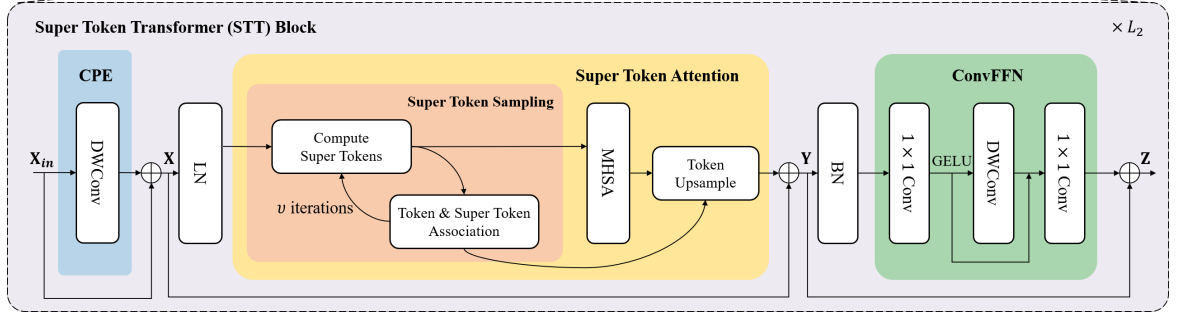 Super Token Transformer (STT) Block
× L₂
CPE
Super Token Attention
ConvFFN
Super Token Sampling
X_in
DWConv
X
LN
Compute
Super Tokens
v iterations
Token & Super Token
Association
MHSA
Token
Upsample
Y
BN
1 × 1 Conv
GELU
DWConv
1 × 1 Conv
Z